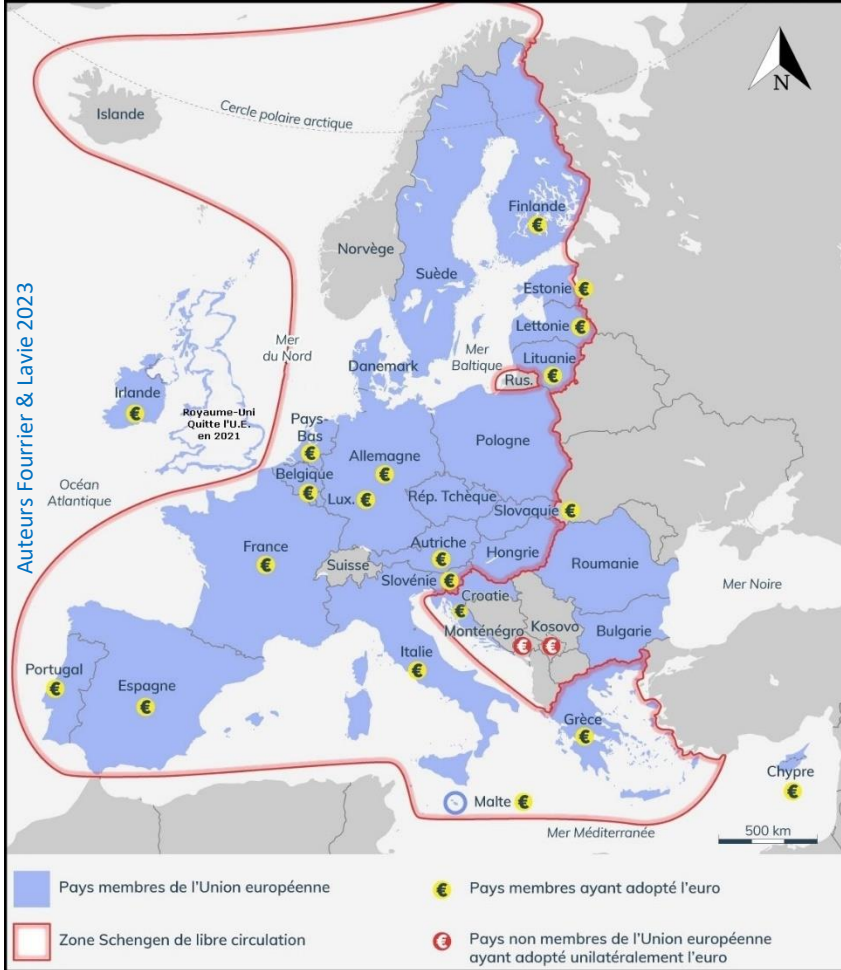 N
Islande
Cercle polaire arctique
Finlande
Norvège
Suède
Estonie
Lettonie
Lituanie
Rus.
Mer
du Nord
Mer
Baltique
Danemark
Irlande
Royaume-Uni
Quitte l'U.E.
en 2021
Pays-
Bas
Allemagne
Pologne
Belgique
Lux.
Rép. Tchèque
Slovaquie
Océan
Atlantique
Auteurs Fourrier & Lavie 2023
France
Suisse
Autriche
Hongrie
Slovénie
Roumanie
Croatie
Mer Noire
Monténégro
Kosovo
Bulgarie
Italie
Portugal
Espagne
Grèce
Chypre
Malte
Mer Méditerranée
500 km
Pays membres de l'Union européenne
€ Pays membres ayant adopté l'euro
Zone Schengen de libre circulation
Pays non membres de l'Union européenne
ayant adopté unilatéralement l'euro